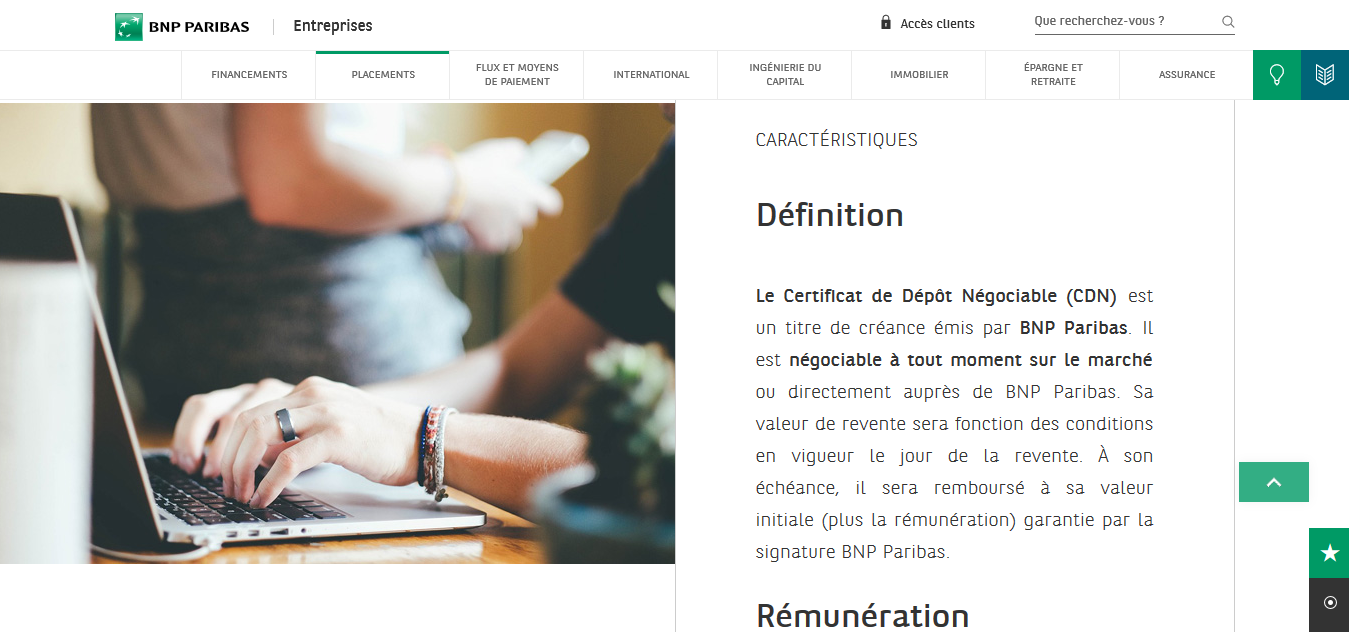 BNP PARIBAS
Entreprises
Accès clients
Que recherchez-vous ?
FINANCEMENTS
PLACEMENTS
FLUX ET MOYENS
DE PAIEMENT
INTERNATIONAL
INGÉNIERIE DU
CAPITAL
IMMOBILIER
ÉPARGNE ET
RETRAITE
ASSURANCE
CARACTÉRISTIQUES
Définition
Le Certificat de Dépôt Négociable (CDN) est
un titre de créance émis par BNP Paribas. Il
est négociable à tout moment sur le marché
ou directement auprès de BNP Paribas. Sa
valeur de revente sera fonction des conditions
en vigueur le jour de la revente. À son
échéance, il sera remboursé à sa valeur
initiale (plus la rémunération) garantie par la
signature BNP Paribas.
Rémunération